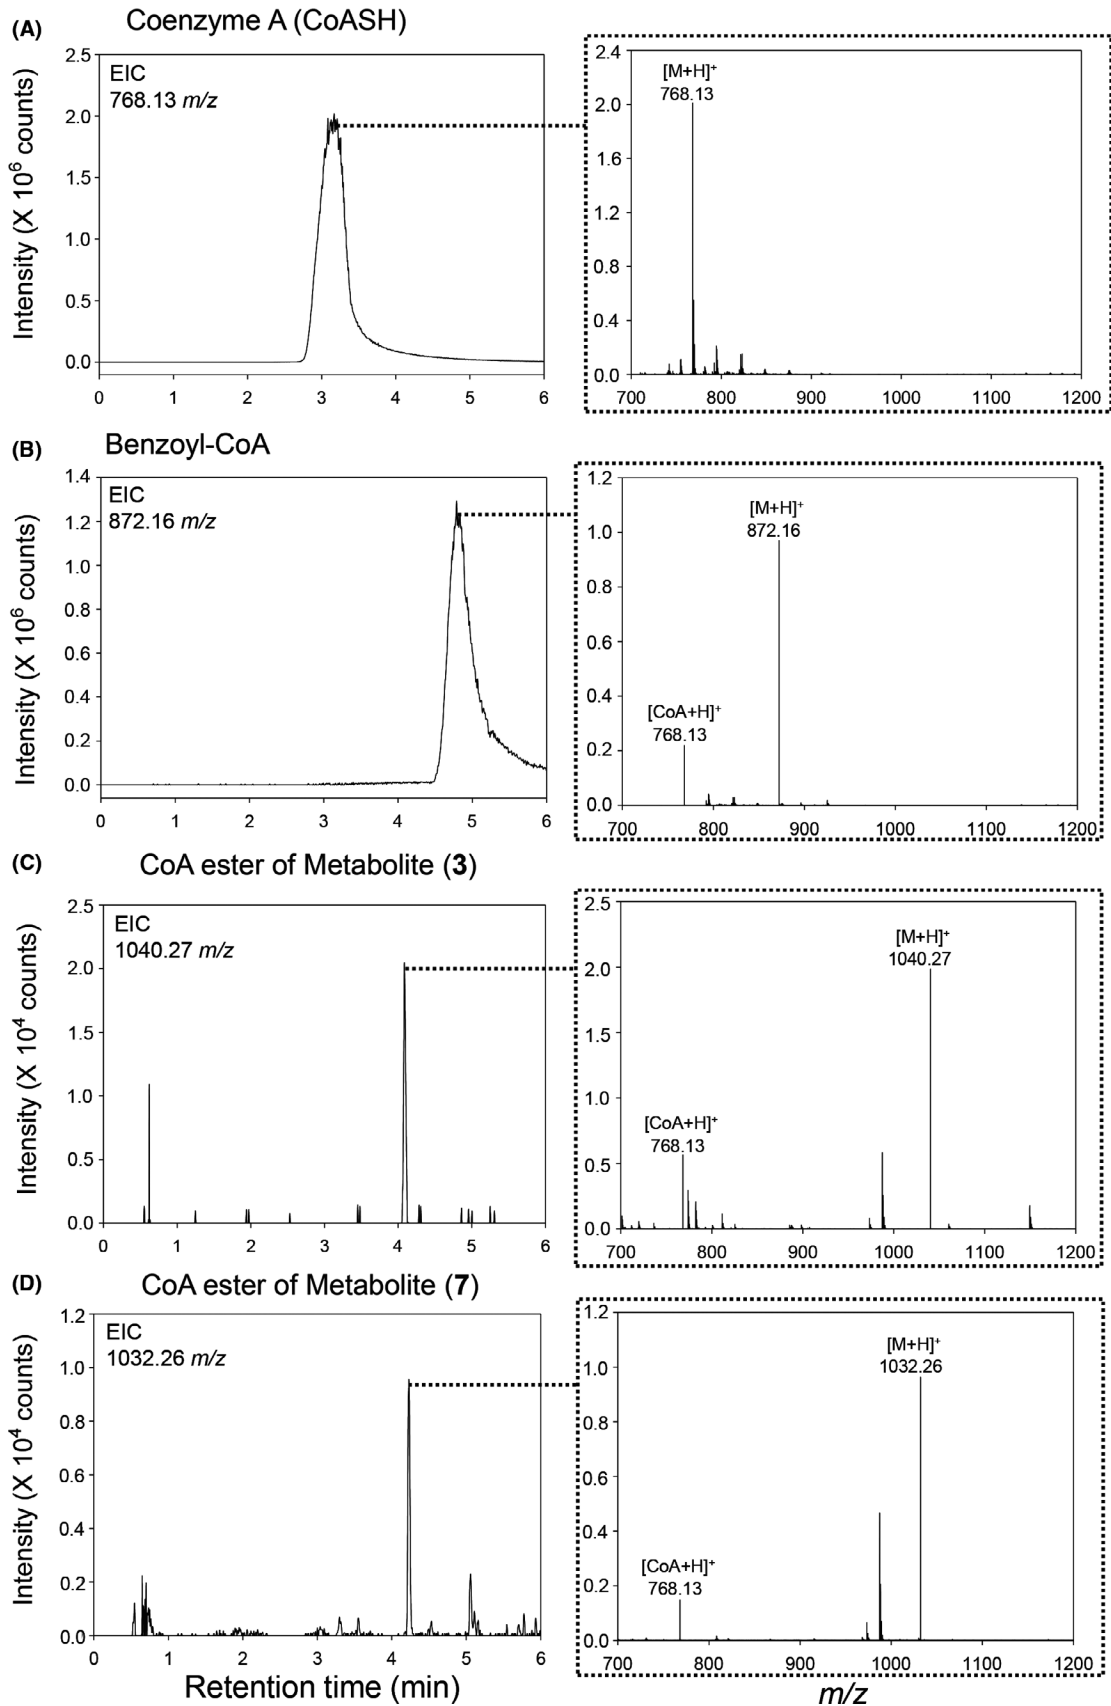 (A)
Coenzyme A (CoASH)
Intensity (X 10⁶ counts)
2.5
2.0
1.5
1.0
0.5
0.0
EIC
768.13 m/z
0 1 2 3 4 5 6
2.4
2.0
1.6
1.2
0.8
0.4
0.0
[M+H]⁺
768.13
700 800 900 1000 1100 1200
(B)
Benzoyl-CoA
Intensity (X 10⁶ counts)
1.4
1.2
1.0
0.8
0.6
0.4
0.2
0.0
EIC
872.16 m/z
0 1 2 3 4 5 6
1.2
1.0
0.8
0.6
0.4
0.2
0.0
[M+H]⁺
872.16
[CoA+H]⁺
768.13
700 800 900 1000 1100 1200
(C)
CoA ester of Metabolite (3)
Intensity (X 10⁴ counts)
2.5
2.0
1.5
1.0
0.5
0.0
EIC
1040.27 m/z
0 1 2 3 4 5 6
2.5
2.0
1.5
1.0
0.5
0.0
[M+H]⁺
1040.27
[CoA+H]⁺
768.13
700 800 900 1000 1100 1200
(D)
CoA ester of Metabolite (7)
Intensity (X 10⁴ counts)
1.2
1.0
0.8
0.6
0.4
0.2
0.0
EIC
1032.26 m/z
0 1 2 3 4 5 6
Retention time (min)
1.2
1.0
0.8
0.6
0.4
0.2
0.0
[M+H]⁺
1032.26
[CoA+H]⁺
768.13
700 800 900 1000 1100 1200
m/z